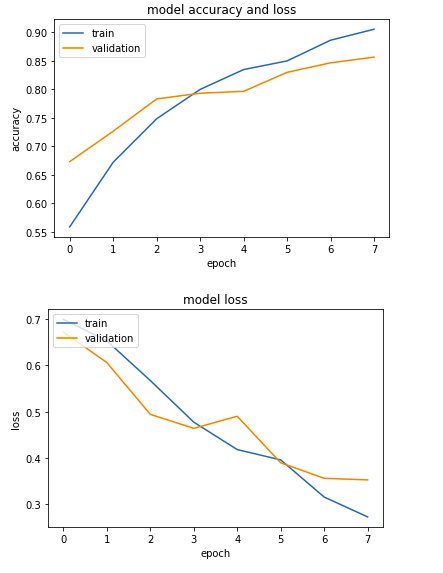 model accuracy and loss
train
validation
0.90
0.85
0.80
0.75
0.70
0.65
0.60
0.55
accuracy
0 1 2 3 4 5 6 7
epoch
model loss
train
validation
0.7
0.6
0.5
0.4
0.3
loss
0 1 2 3 4 5 6 7
epoch